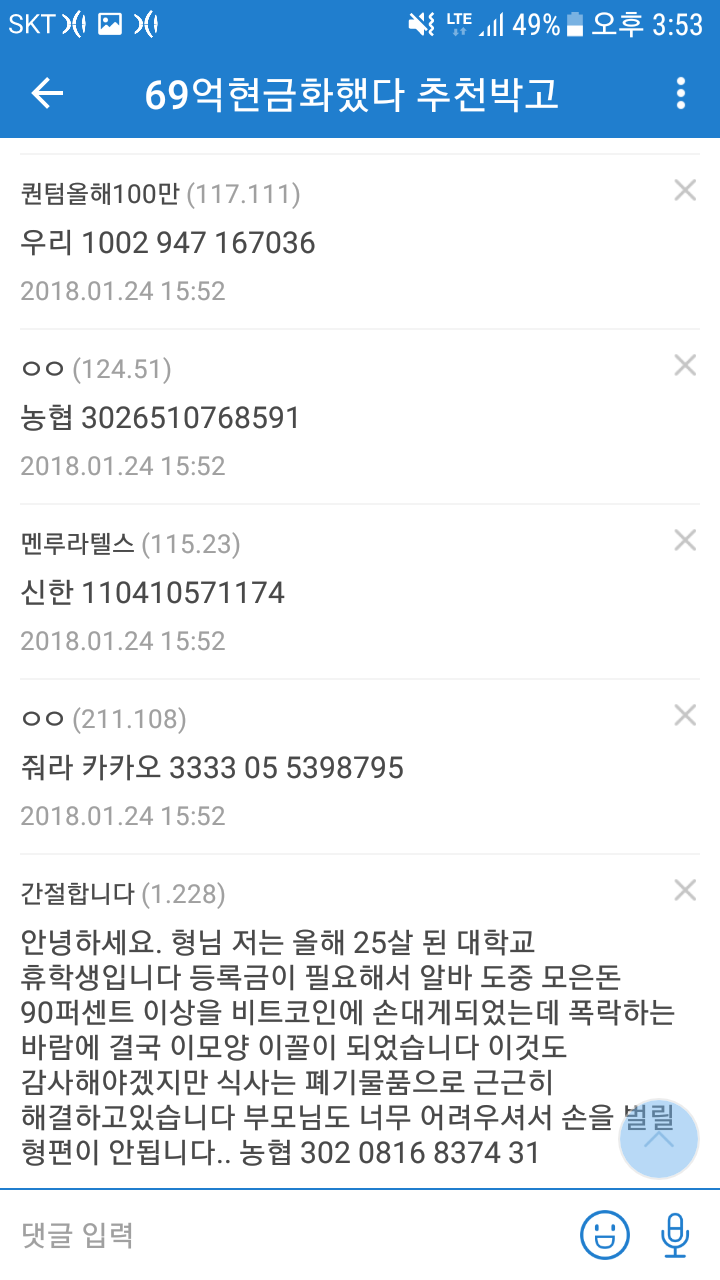 SKT LTE 49% 오후 3:53
69억현금화했다 추천박고
퀀텀올해100만 (117.111)
우리 1002 947 167036
2018.01.24 15:52
ㅇㅇ (124.51)
농협 3026510768591
2018.01.24 15:52
멘루라텔스 (115.23)
신한 110410571174
2018.01.24 15:52
ㅇㅇ (211.108)
줘라 카카오 3333 05 5398795
2018.01.24 15:52
간절합니다 (1.228)
안녕하세요. 형님 저는 올해 25살 된 대학교
휴학생입니다 등록금이 필요해서 알바 도중 모은돈
90퍼센트 이상을 비트코인에 손대게되었는데 폭락하는
바람에 결국 이모양 이꼴이 되었습니다 이것도
감사해야겠지만 식사는 폐기물품으로 근근히
해결하고있습니다 부모님도 너무 어려우셔서 손을 벌릴
형편이 안됩니다.. 농협 302 0816 8374 31
댓글 입력